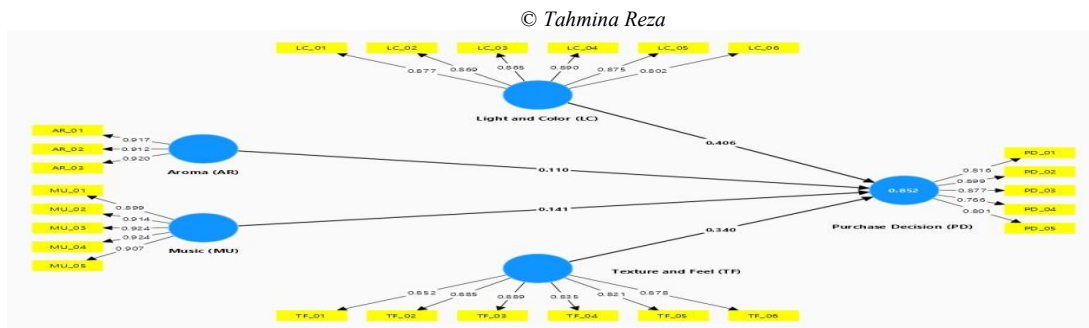 © Tahmina Reza
LC_01 LC_02 LC_03 LC_04 LC_05 LC_06
0.877 0.869 0.865 0.890 0.875 0.802
Light and Color (LC)
0.406
AR_01
0.917
AR_02
0.912
AR_03
0.920
Aroma (AR)
0.110
MU_01
0.899
MU_02
0.914
MU_03
0.924
MU_04
0.924
MU_05
0.907
Music (MU)
0.141
PD_01
0.816
PD_02
0.899
PD_03
0.877
PD_04
0.766
PD_05
0.801
0.852
Purchase Decision (PD)
0.340
Texture and Feel (TF)
0.852 0.885 0.889 0.835 0.821 0.878
TF_01 TF_02 TF_03 TF_04 TF_05 TF_06